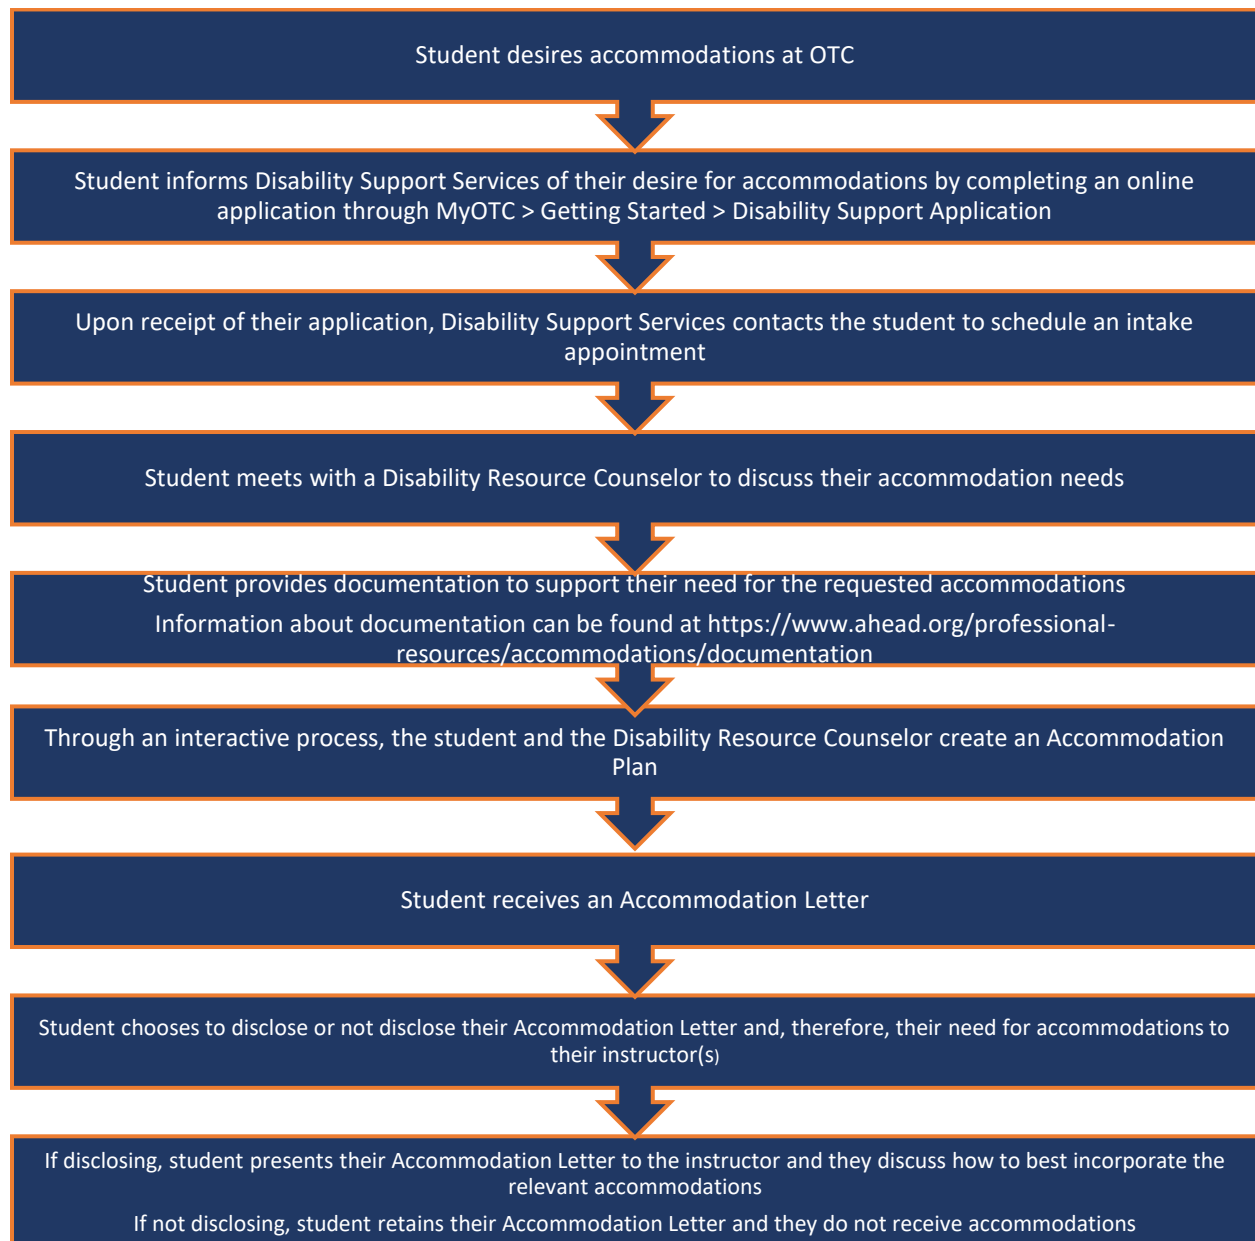 Student desires accommodations at OTC
Student informs Disability Support Services of their desire for accommodations by completing an online
application through MyOTC > Getting Started > Disability Support Application
Upon receipt of their application, Disability Support Services contacts the student to schedule an intake
appointment
Student meets with a Disability Resource Counselor to discuss their accommodation needs
Student provides documentation to support their need for the requested accommodations
Information about documentation can be found at https://www.ahead.org/professional-
resources/accommodations/documentation
Through an interactive process, the student and the Disability Resource Counselor create an Accommodation
Plan
Student receives an Accommodation Letter
Student chooses to disclose or not disclose their Accommodation Letter and, therefore, their need for accommodations to
their instructor(s)
If disclosing, student presents their Accommodation Letter to the instructor and they discuss how to best incorporate the
relevant accommodations
If not disclosing, student retains their Accommodation Letter and they do not receive accommodations